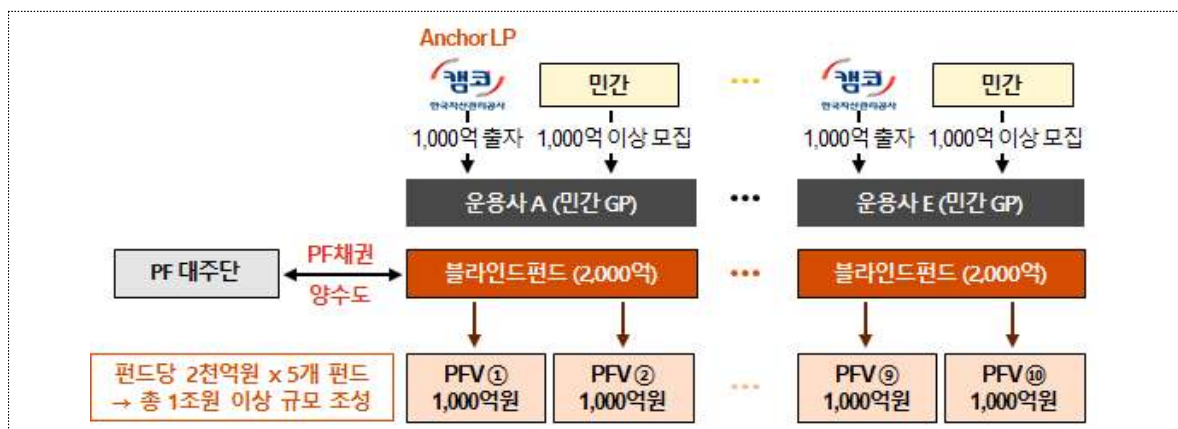 Anchor LP
캠코
한국자산관리공사
민간
...
캠코
한국자산관리공사
민간
1,000억 출자
1,000억 이상 모집
1,000억 출자
1,000억 이상 모집
운용사 A (민간 GP)
...
운용사 E (민간 GP)
PF 대주단
PF채권
양수도
블라인드펀드 (2,000억)
...
블라인드펀드 (2,000억)
펀드당 2천억원 x 5개 펀드
→ 총 1조원 이상 규모 조성
PFV ①
1,000억원
PFV ②
1,000억원
...
PFV ⑨
1,000억원
PFV ⑩
1,000억원